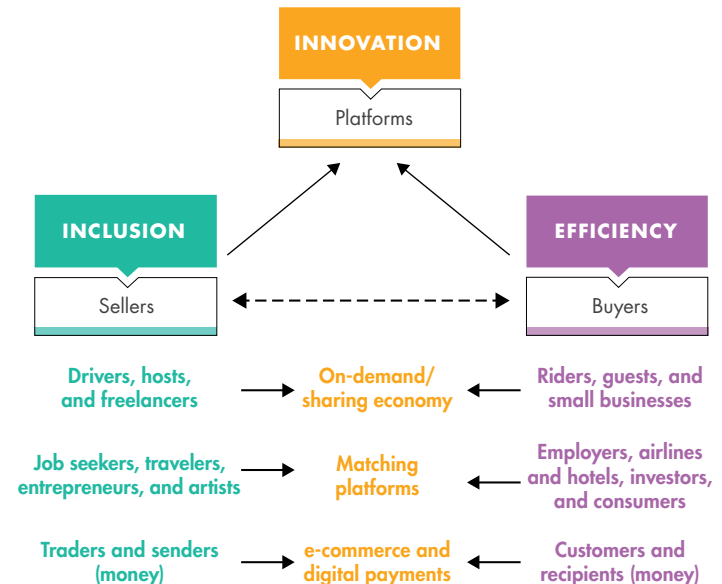 INNOVATION
Platforms
INCLUSION
Sellers
EFFICIENCY
Buyers
Drivers, hosts,
and freelancers
On-demand/
sharing economy
Riders, guests, and
small businesses
Job seekers, travelers,
entrepreneurs, and artists
Matching
platforms
Employers, airlines
and hotels, investors,
and consumers
Traders and senders
(money)
e-commerce and
digital payments
Customers and
recipients (money)